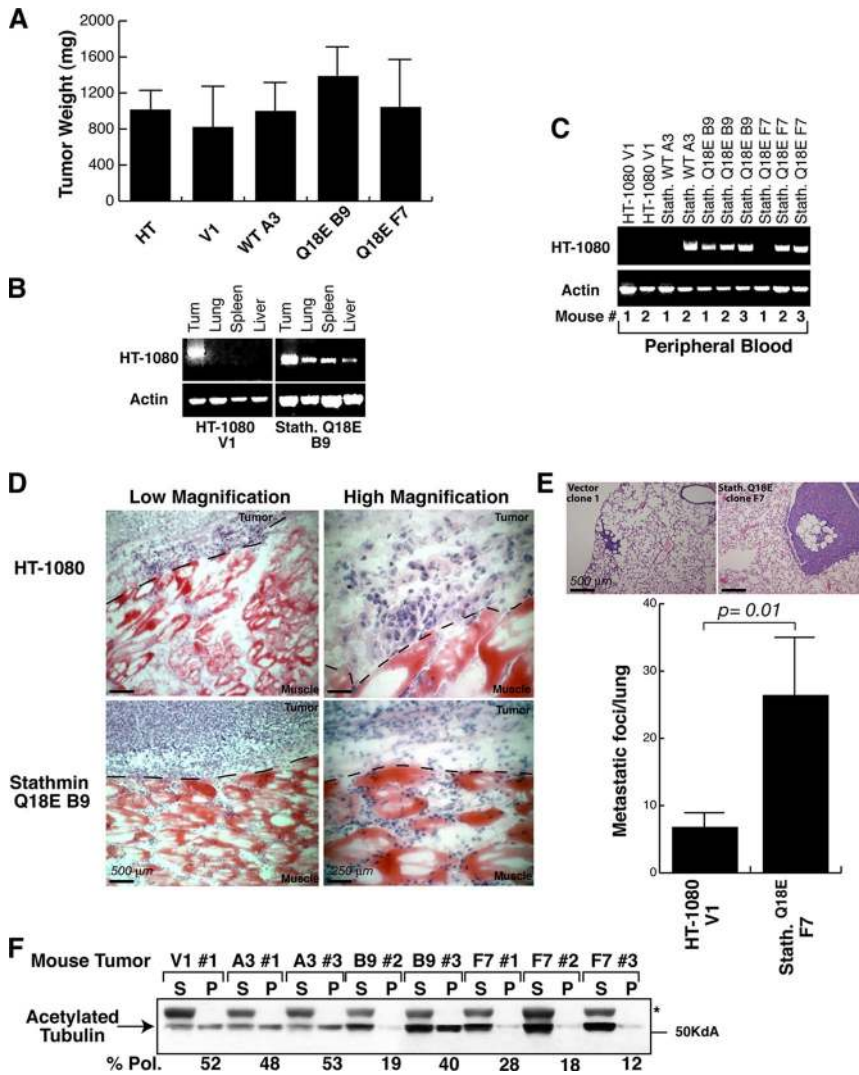 A
Tumor Weight (mg)
2000
1600
1200
800
400
0
HT
V1
WT A3
Q18E B9
Q18E F7
B
Tum
Lung
Spleen
Liver
Tum
Lung
Spleen
Liver
HT-1080
Actin
HT-1080
V1
Stath. Q18E
B9
C
HT-1080 V1
HT-1080 V1
Stath. WT A3
Stath. WT A3
Stath. Q18E B9
Stath. Q18E B9
Stath. Q18E B9
Stath. Q18E F7
Stath. Q18E F7
Stath. Q18E F7
HT-1080
Actin
Mouse # 1 2 1 2 1 2 3 1 2 3
Peripheral Blood
D
Low Magnification High Magnification
HT-1080
Tumor
Muscle
Tumor
Muscle
Stathmin
Q18E B9
Tumor
500 µm
Muscle
Tumor
250 µm
Muscle
E
Vector
clone 1
500 µm
Stath. Q18E
clone F7
p= 0.01
Metastatic foci/lung
40
30
20
10
0
HT-1080
V1
Stath. Q18E
F7
F
Mouse Tumor V1 #1 A3 #1 A3 #3 B9 #2 B9 #3 F7 #1 F7 #2 F7 #3
S P S P S P S P S P S P S P S P
*
Acetylated
Tubulin
50KdA
% Pol. 52 48 53 19 40 28 18 12